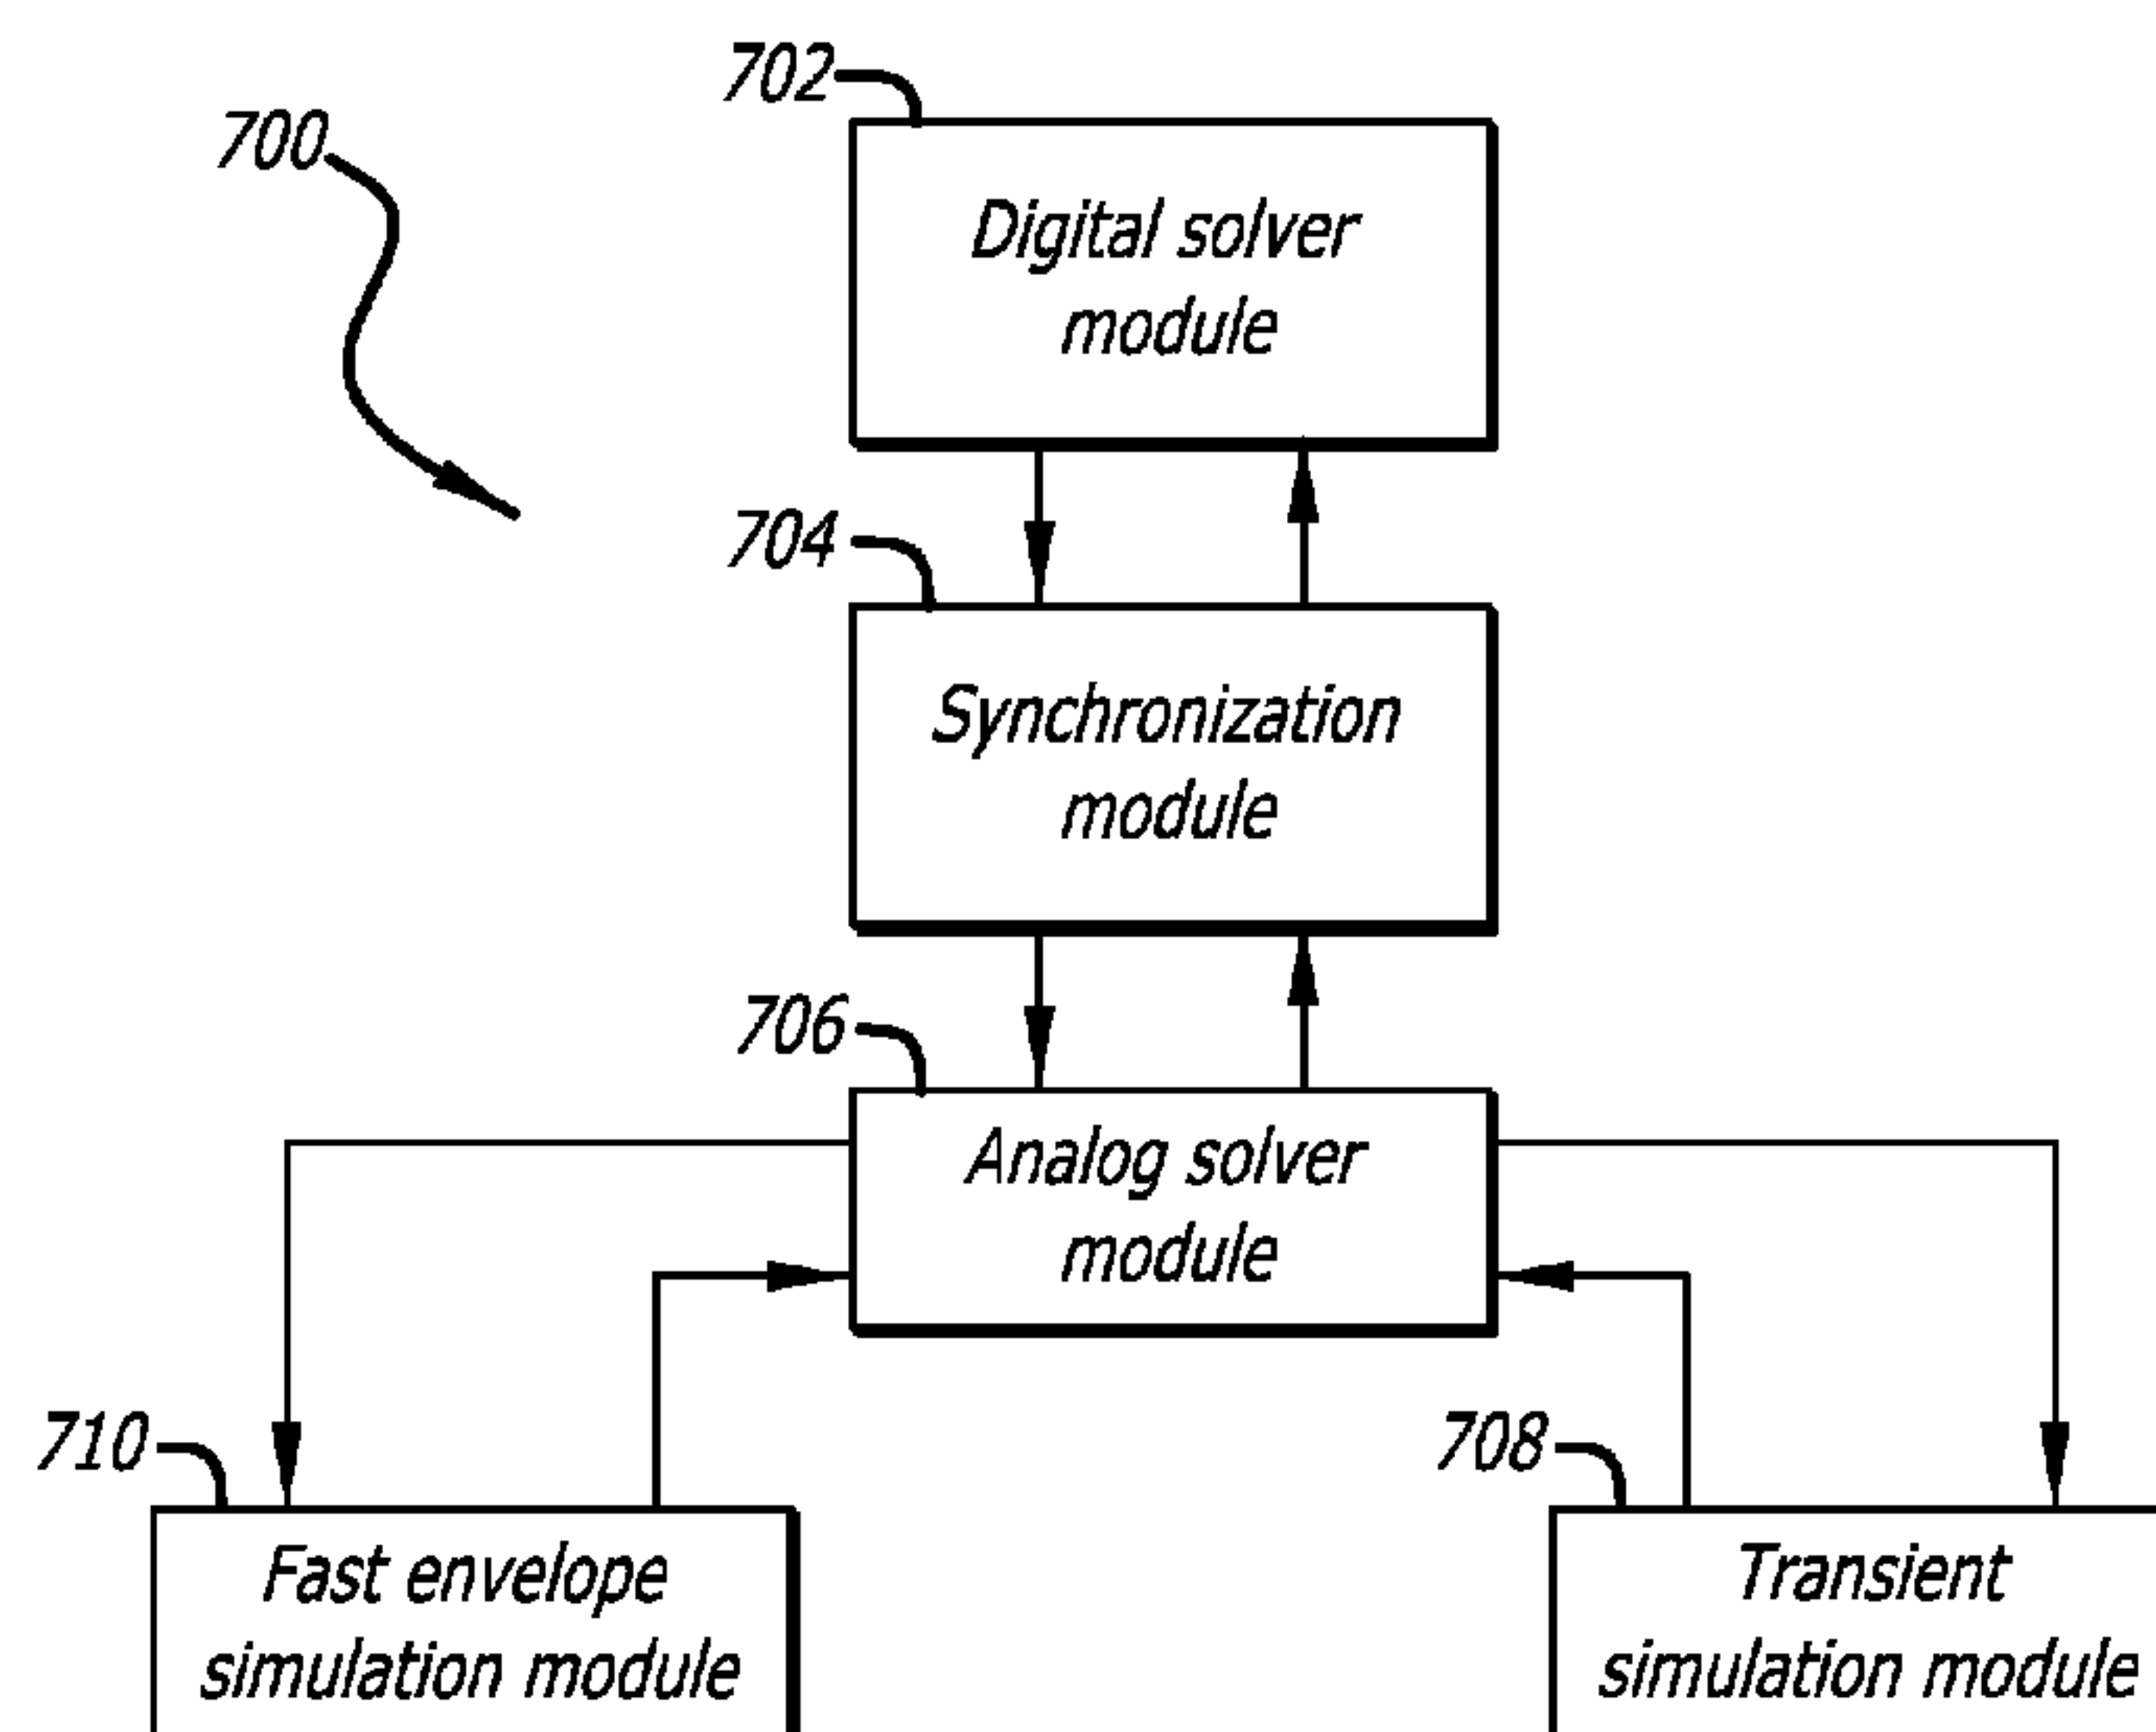 702
700
Digital solver
module
704
Synchronization
module
706
Analog solver
module
710
708
Fast envelope
simulation module
Transient
simulation module